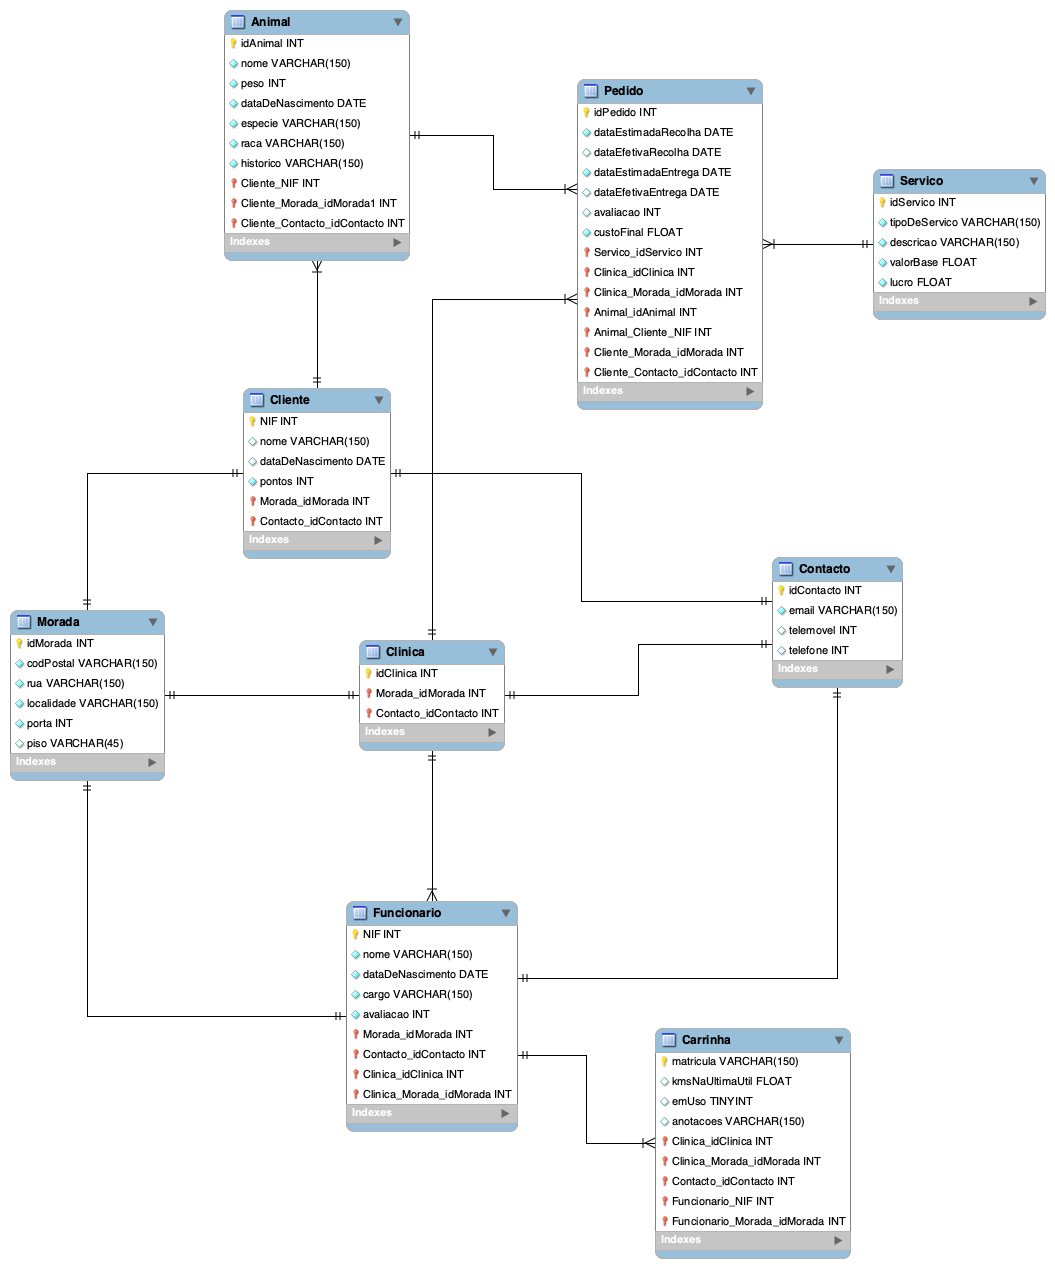 Animal
idAnimal INT
nome VARCHAR(150)
peso INT
dataDeNascimento DATE
especie VARCHAR(150)
raca VARCHAR(150)
historico VARCHAR(150)
Cliente_NIF INT
Cliente_Morada_idMorada1 INT
Cliente_Contacto_idContacto INT
Indexes
Pedido
idPedido INT
dataEstimadaRecolha DATE
dataEfetivaRecolha DATE
dataEstimadaEntrega DATE
dataEfetivaEntrega DATE
avaliacao INT
custoFinal FLOAT
Servico_idServico INT
Clinica_idClinica INT
Clinica_Morada_idMorada INT
Animal_idAnimal INT
Animal_Cliente_NIF INT
Cliente_Morada_idMorada INT
Cliente_Contacto_idContacto INT
Indexes
Servico
idServico INT
tipoDeServico VARCHAR(150)
descricao VARCHAR(150)
valorBase FLOAT
lucro FLOAT
Indexes
Cliente
NIF INT
nome VARCHAR(150)
dataDeNascimento DATE
pontos INT
Morada_idMorada INT
Contacto_idContacto INT
Indexes
Contacto
idContacto INT
email VARCHAR(150)
telemovel INT
telefone INT
Indexes
Morada
idMorada INT
codPostal VARCHAR(150)
rua VARCHAR(150)
localidade VARCHAR(150)
porta INT
piso VARCHAR(45)
Indexes
Clinica
idClinica INT
Morada_idMorada INT
Contacto_idContacto INT
Indexes
Funcionario
NIF INT
nome VARCHAR(150)
dataDeNascimento DATE
cargo VARCHAR(150)
avaliacao INT
Morada_idMorada INT
Contacto_idContacto INT
Clinica_idClinica INT
Clinica_Morada_idMorada INT
Indexes
Carrinha
matricula VARCHAR(150)
kmsNaUltimaUtil FLOAT
emUso TINYINT
anotacoes VARCHAR(150)
Clinica_idClinica INT
Clinica_Morada_idMorada INT
Contacto_idContacto INT
Funcionario_NIF INT
Funcionario_Morada_idMorada INT
Indexes